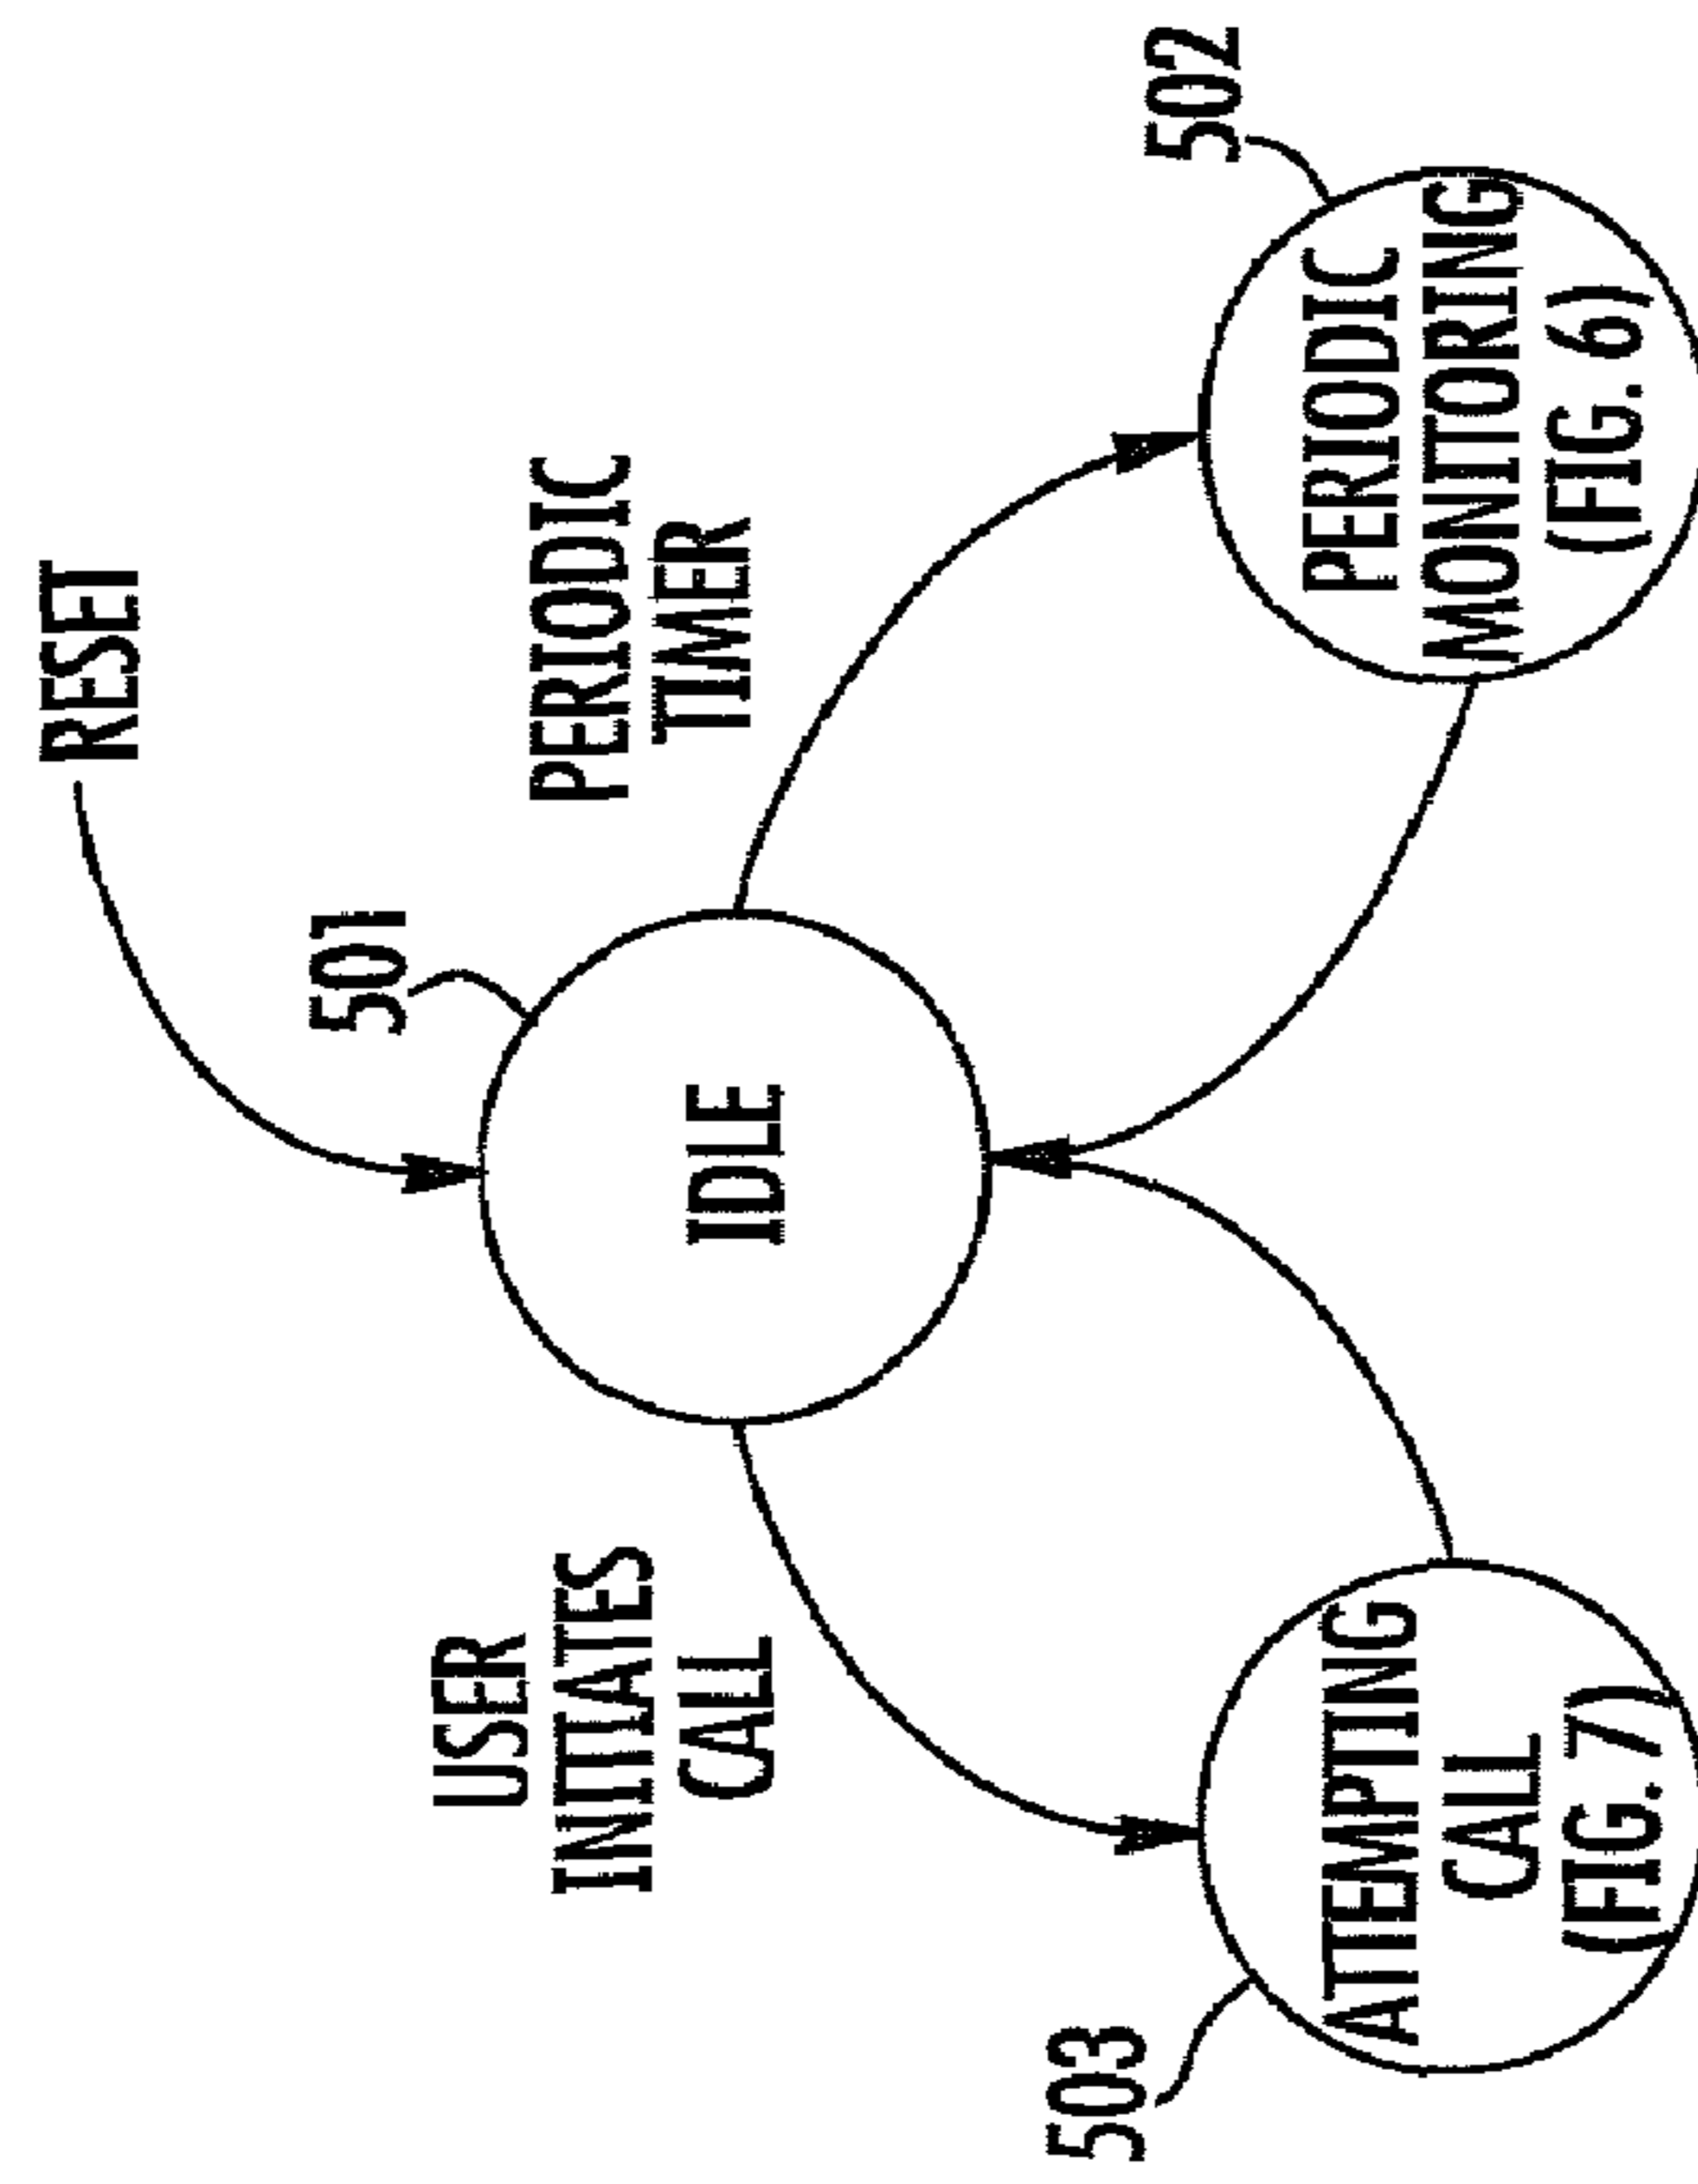 RESET
501
IDLE
PERIODIC
TIMER
USER
INITIATES
CALL
503
ATTEMPTING
CALL
(FIG. 7)
502
PERIODIC
MONITORING
(FIG. 6)